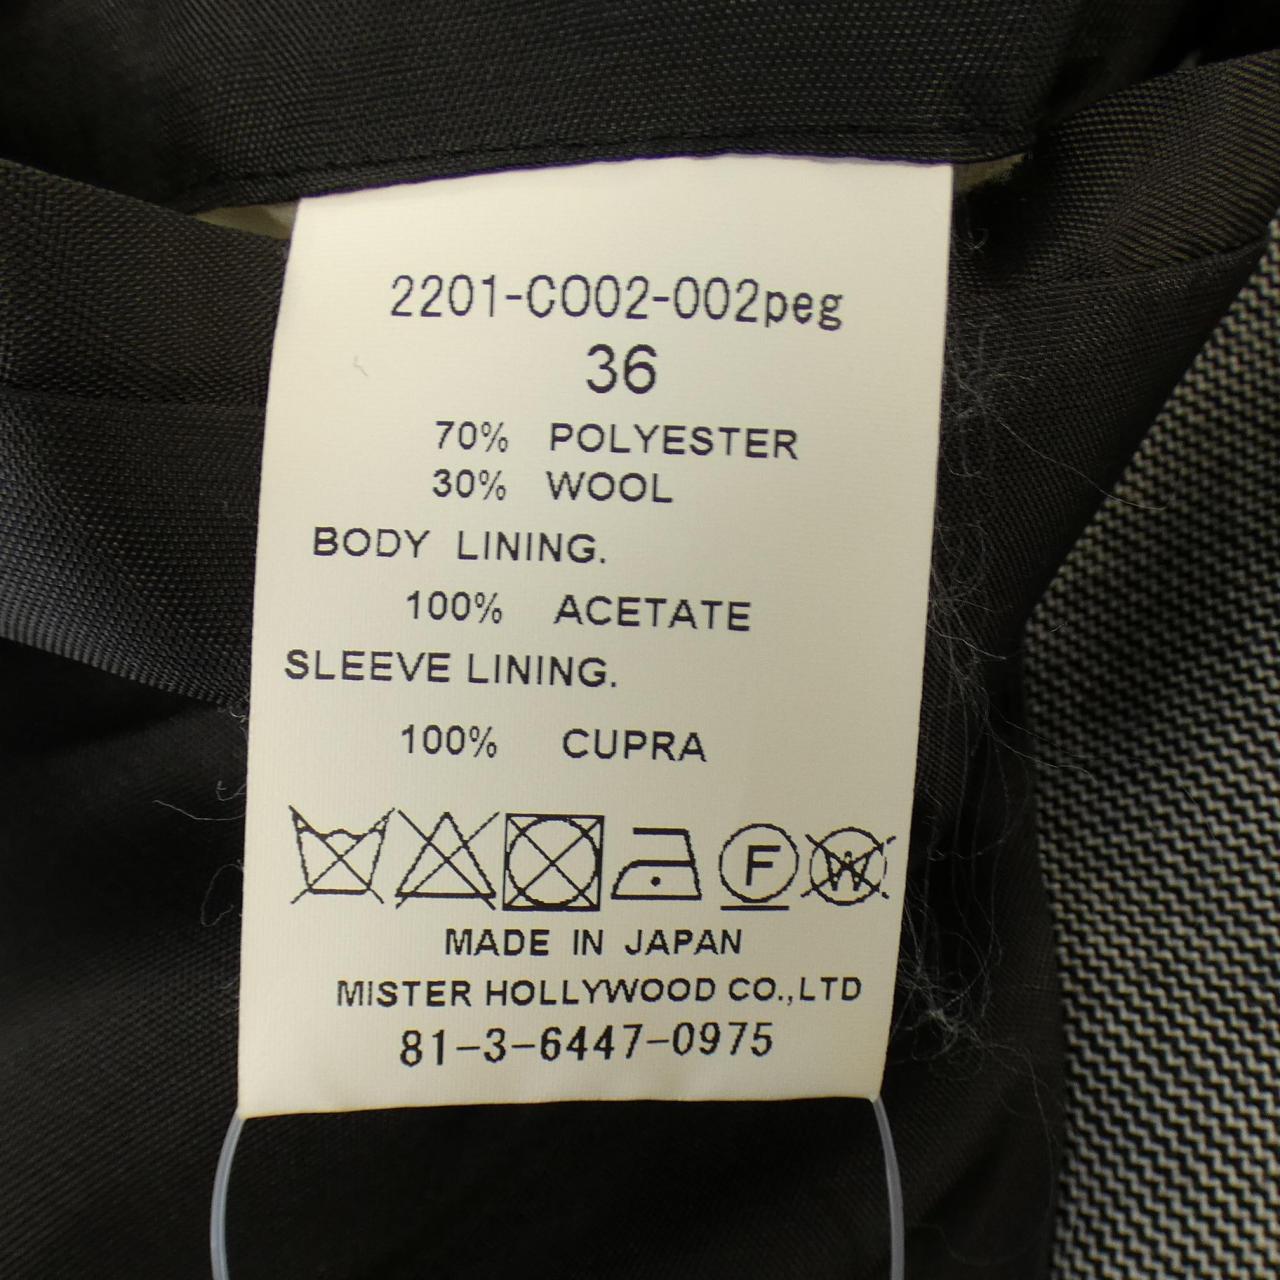 2201-CO02-002peg
36
70% POLYESTER
30% WOOL
BODY LINING.
100% ACETATE
SLEEVE LINING.
100% CUPRA
F W
MADE IN JAPAN
MISTER HOLLYWOOD CO.,LTD
81-3-6447-0975